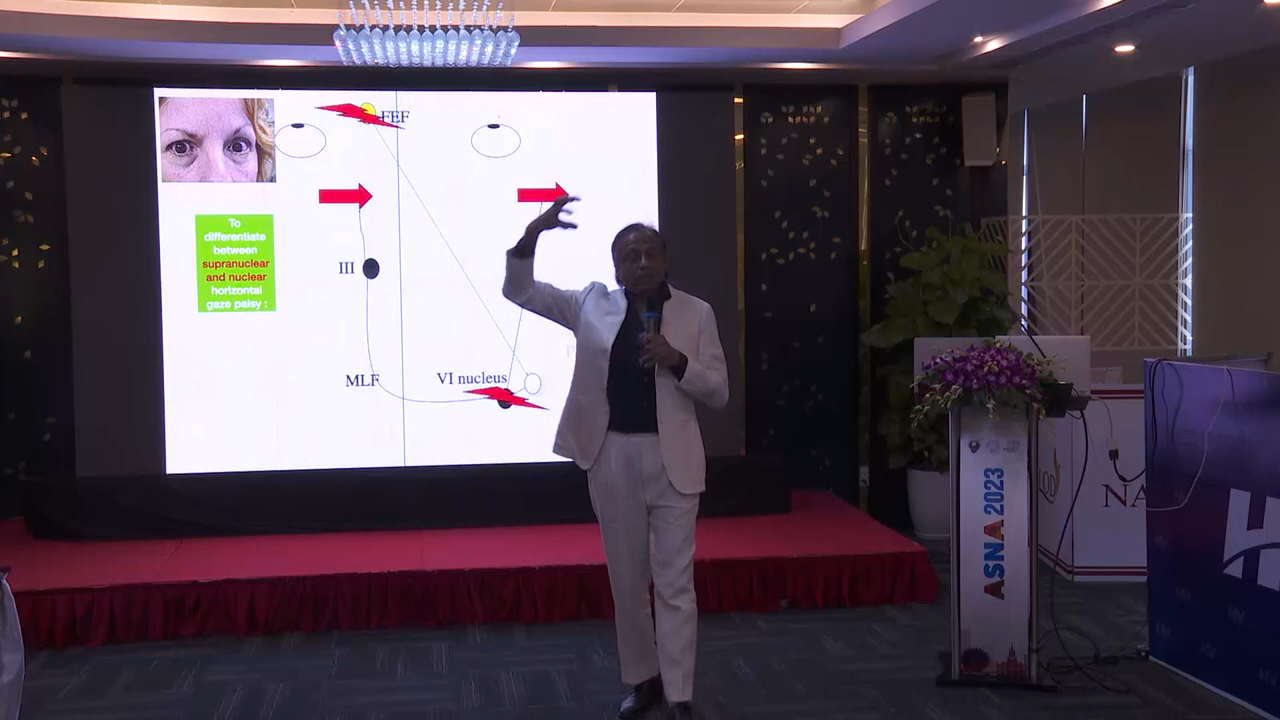 FEF
To
differentiate
between
supranuclear
and nuclear
horizontal
gaze palsy :
III
MLF
VI nucleus
ASNA 2023
NA